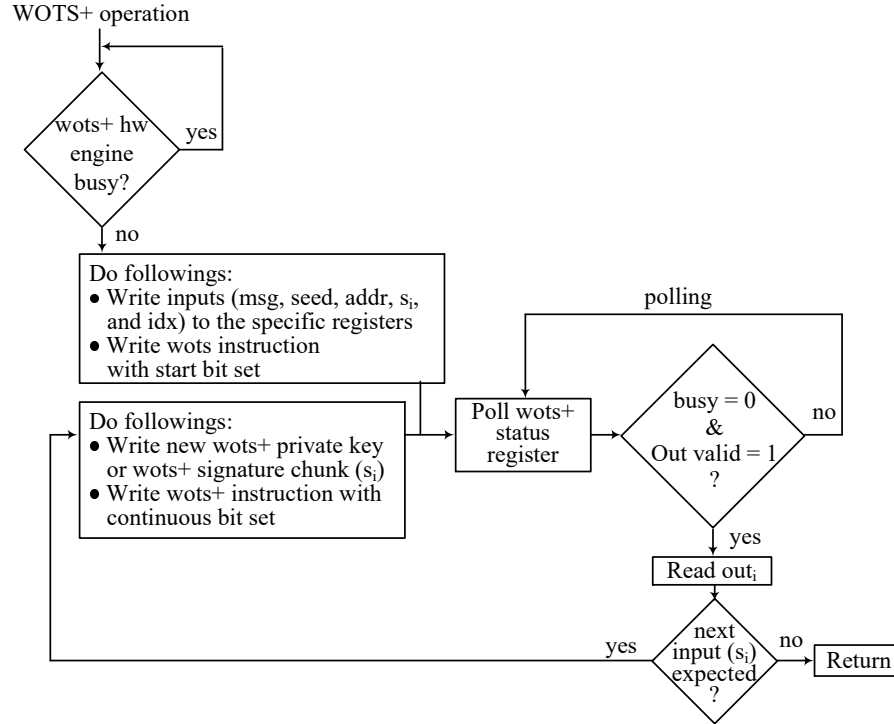 WOTS+ operation
wots+ hw
engine
busy?
yes
no
Do followings:
● Write inputs (msg, seed, addr, sᵢ,
and idx) to the specific registers
● Write wots instruction
with start bit set
Do followings:
● Write new wots+ private key
or wots+ signature chunk (sᵢ)
● Write wots+ instruction with
continuous bit set
Poll wots+
status
register
polling
busy = 0
&
Out valid = 1
?
no
yes
Read outᵢ
next
input (sᵢ)
expected
?
yes
no
Return